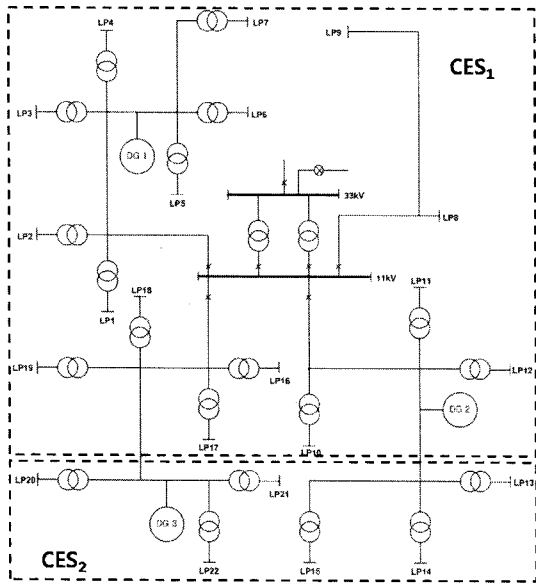 LP4
LP7
LP9
CES1
LP3
LP6
DG 1
LP5
33kV
LP2
LP8
11kV
LP1
LP18
LP11
LP19
LP16
LP12
DG 2
LP17
LP10
LP20
LP21
LP13
DG 3
CES2
LP22
LP15
LP14